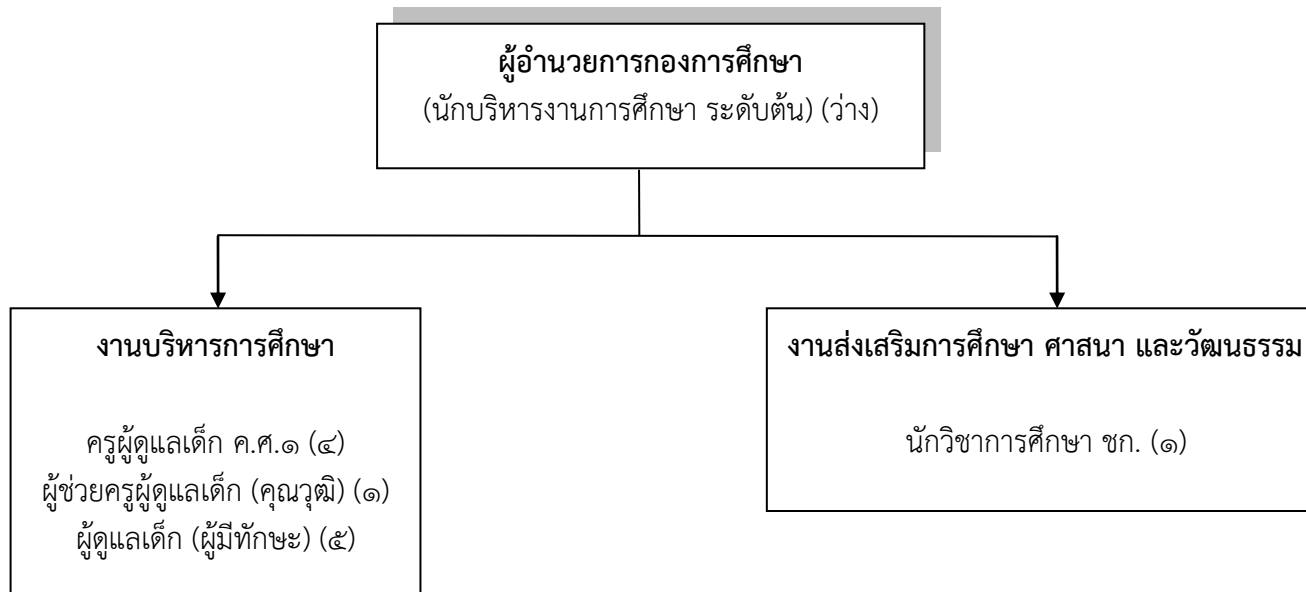 ผู้อำนวยการกองการศึกษา
(นักบริหารงานการศึกษา ระดับต้น) (ว่าง)
งานบริหารการศึกษา
ครูผู้ดูแลเด็ก ค.ศ.๑ (๔)
ผู้ช่วยครูผู้ดูแลเด็ก (คุณวุฒิ) (๑)
ผู้ดูแลเด็ก (ผู้มีทักษะ) (๕)
งานส่งเสริมการศึกษา ศาสนา และวัฒนธรรม
นักวิชาการศึกษา ชก. (๑)